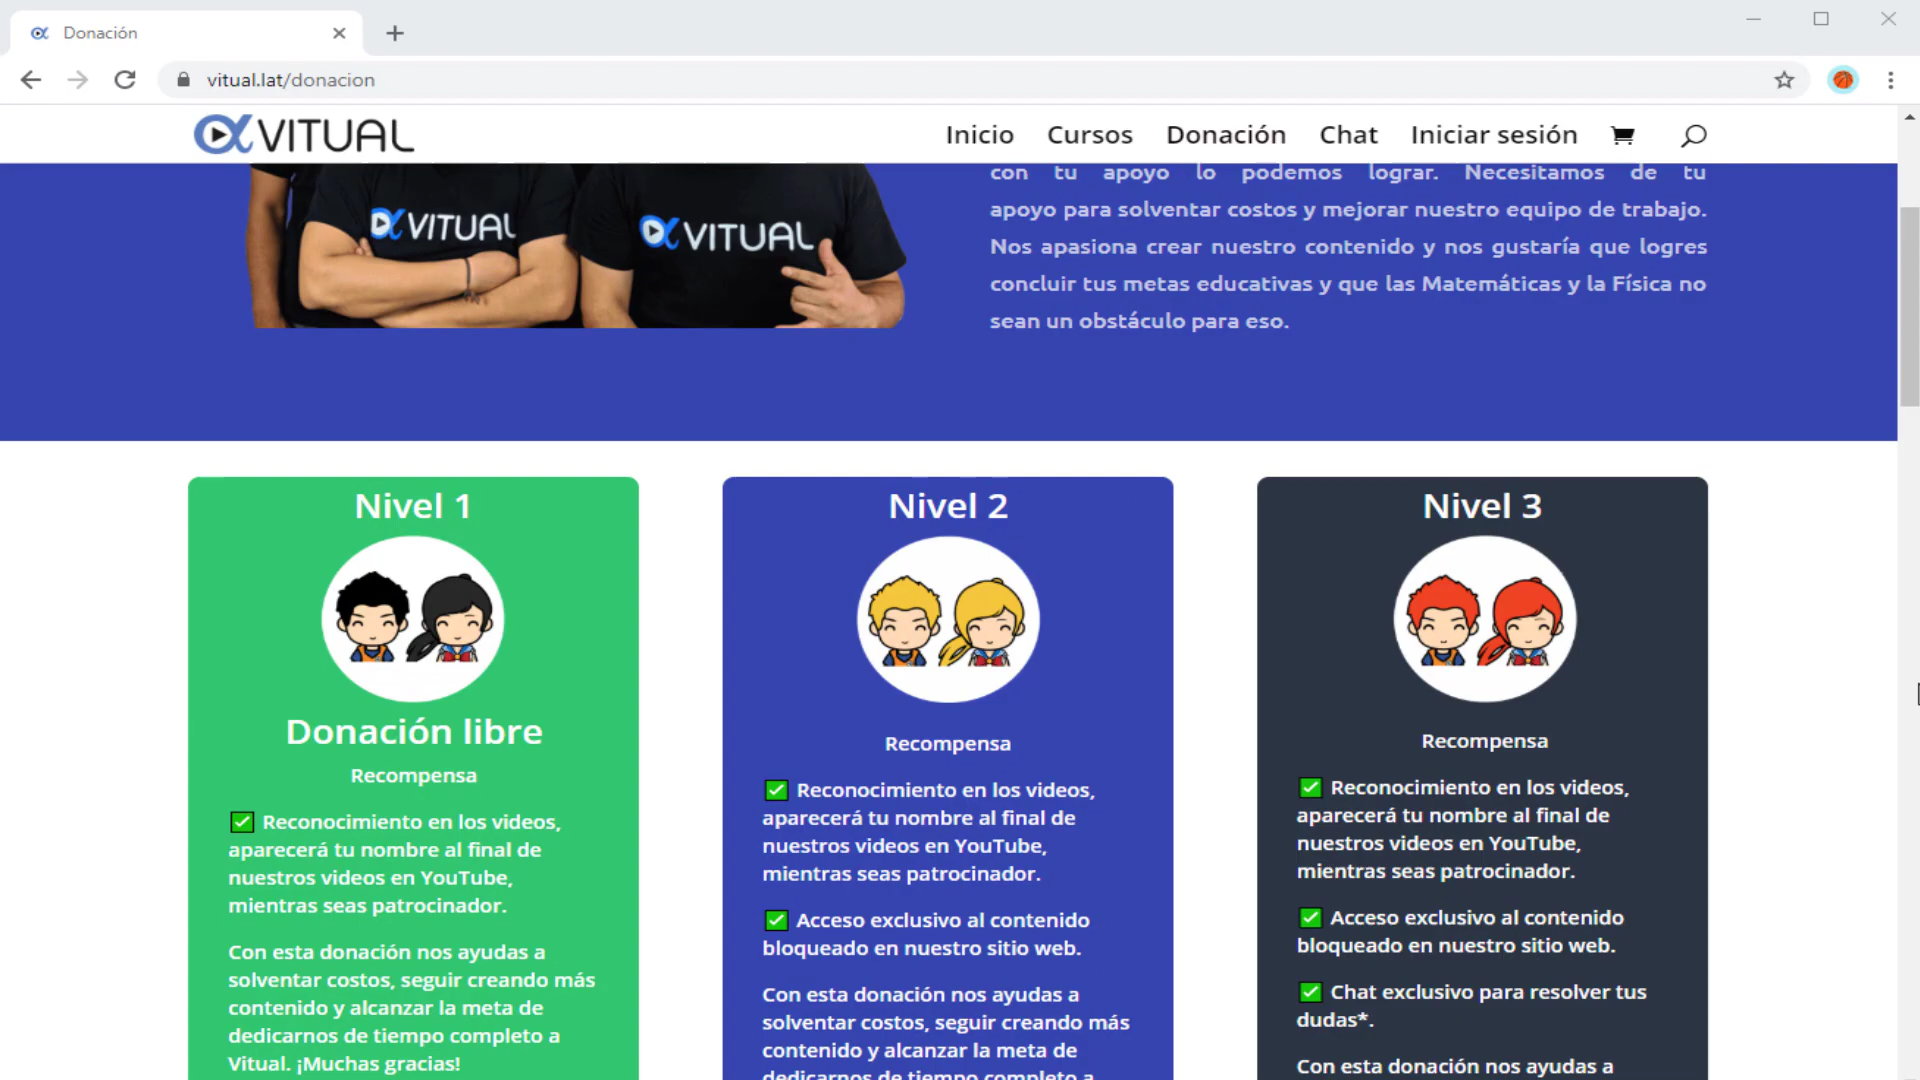 Donación
vitual.lat/donacion
VITUAL
Inicio Cursos Donación Chat Iniciar sesión
VITUAL
VITUAL
con tu apoyo lo podemos lograr. Necesitamos de tu
apoyo para solventar costos y mejorar nuestro equipo de trabajo.
Nos apasiona crear nuestro contenido y nos gustaría que logres
concluir tus metas educativas y que las Matemáticas y la Física no
sean un obstáculo para eso.
Nivel 1
Donación libre
Recompensa
✅ Reconocimiento en los videos,
aparecerá tu nombre al final de
nuestros videos en YouTube,
mientras seas patrocinador.
Con esta donación nos ayudas a
solventar costos, seguir creando más
contenido y alcanzar la meta de
dedicarnos de tiempo completo a
Vitual. ¡Muchas gracias!
Nivel 2
Recompensa
✅ Reconocimiento en los videos,
aparecerá tu nombre al final de
nuestros videos en YouTube,
mientras seas patrocinador.
✅ Acceso exclusivo al contenido
bloqueado en nuestro sitio web.
Con esta donación nos ayudas a
solventar costos, seguir creando más
contenido y alcanzar la meta de
dedicarnos de tiempo completo a
Nivel 3
Recompensa
✅ Reconocimiento en los videos,
aparecerá tu nombre al final de
nuestros videos en YouTube,
mientras seas patrocinador.
✅ Acceso exclusivo al contenido
bloqueado en nuestro sitio web.
✅ Chat exclusivo para resolver tus
dudas*.
Con esta donación nos ayudas a